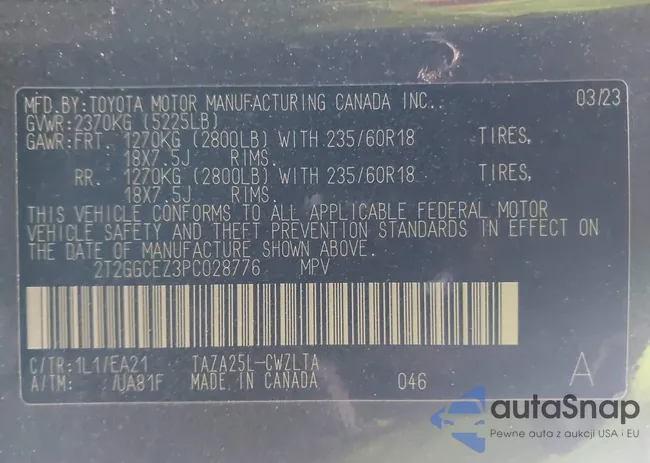 MFD.BY:TOYOTA MOTOR MANUFACTURING CANADA INC. 03/23
GVWR:2370KG (5225LB)
GAWR:FRT. 1270KG (2800LB) WITH 235/60R18 TIRES,
18X7.5J RIMS.
RR. 1270KG (2800LB) WITH 235/60R18 TIRES,
18X7.5J RIMS.
THIS VEHICLE CONFORMS TO ALL APPLICABLE FEDERAL MOTOR
VEHICLE SAFETY AND THEFT PREVENTION STANDARDS IN EFFECT ON
THE DATE OF MANUFACTURE SHOWN ABOVE.
2T2GGCEZ3PC028776 MPV
C/TR:1L1/EA21 TAZA25L-CWZLTA
A/TM: /UA81F MADE IN CANADA 046 A
autaSnap
Pewne auta z aukcji USA i EU